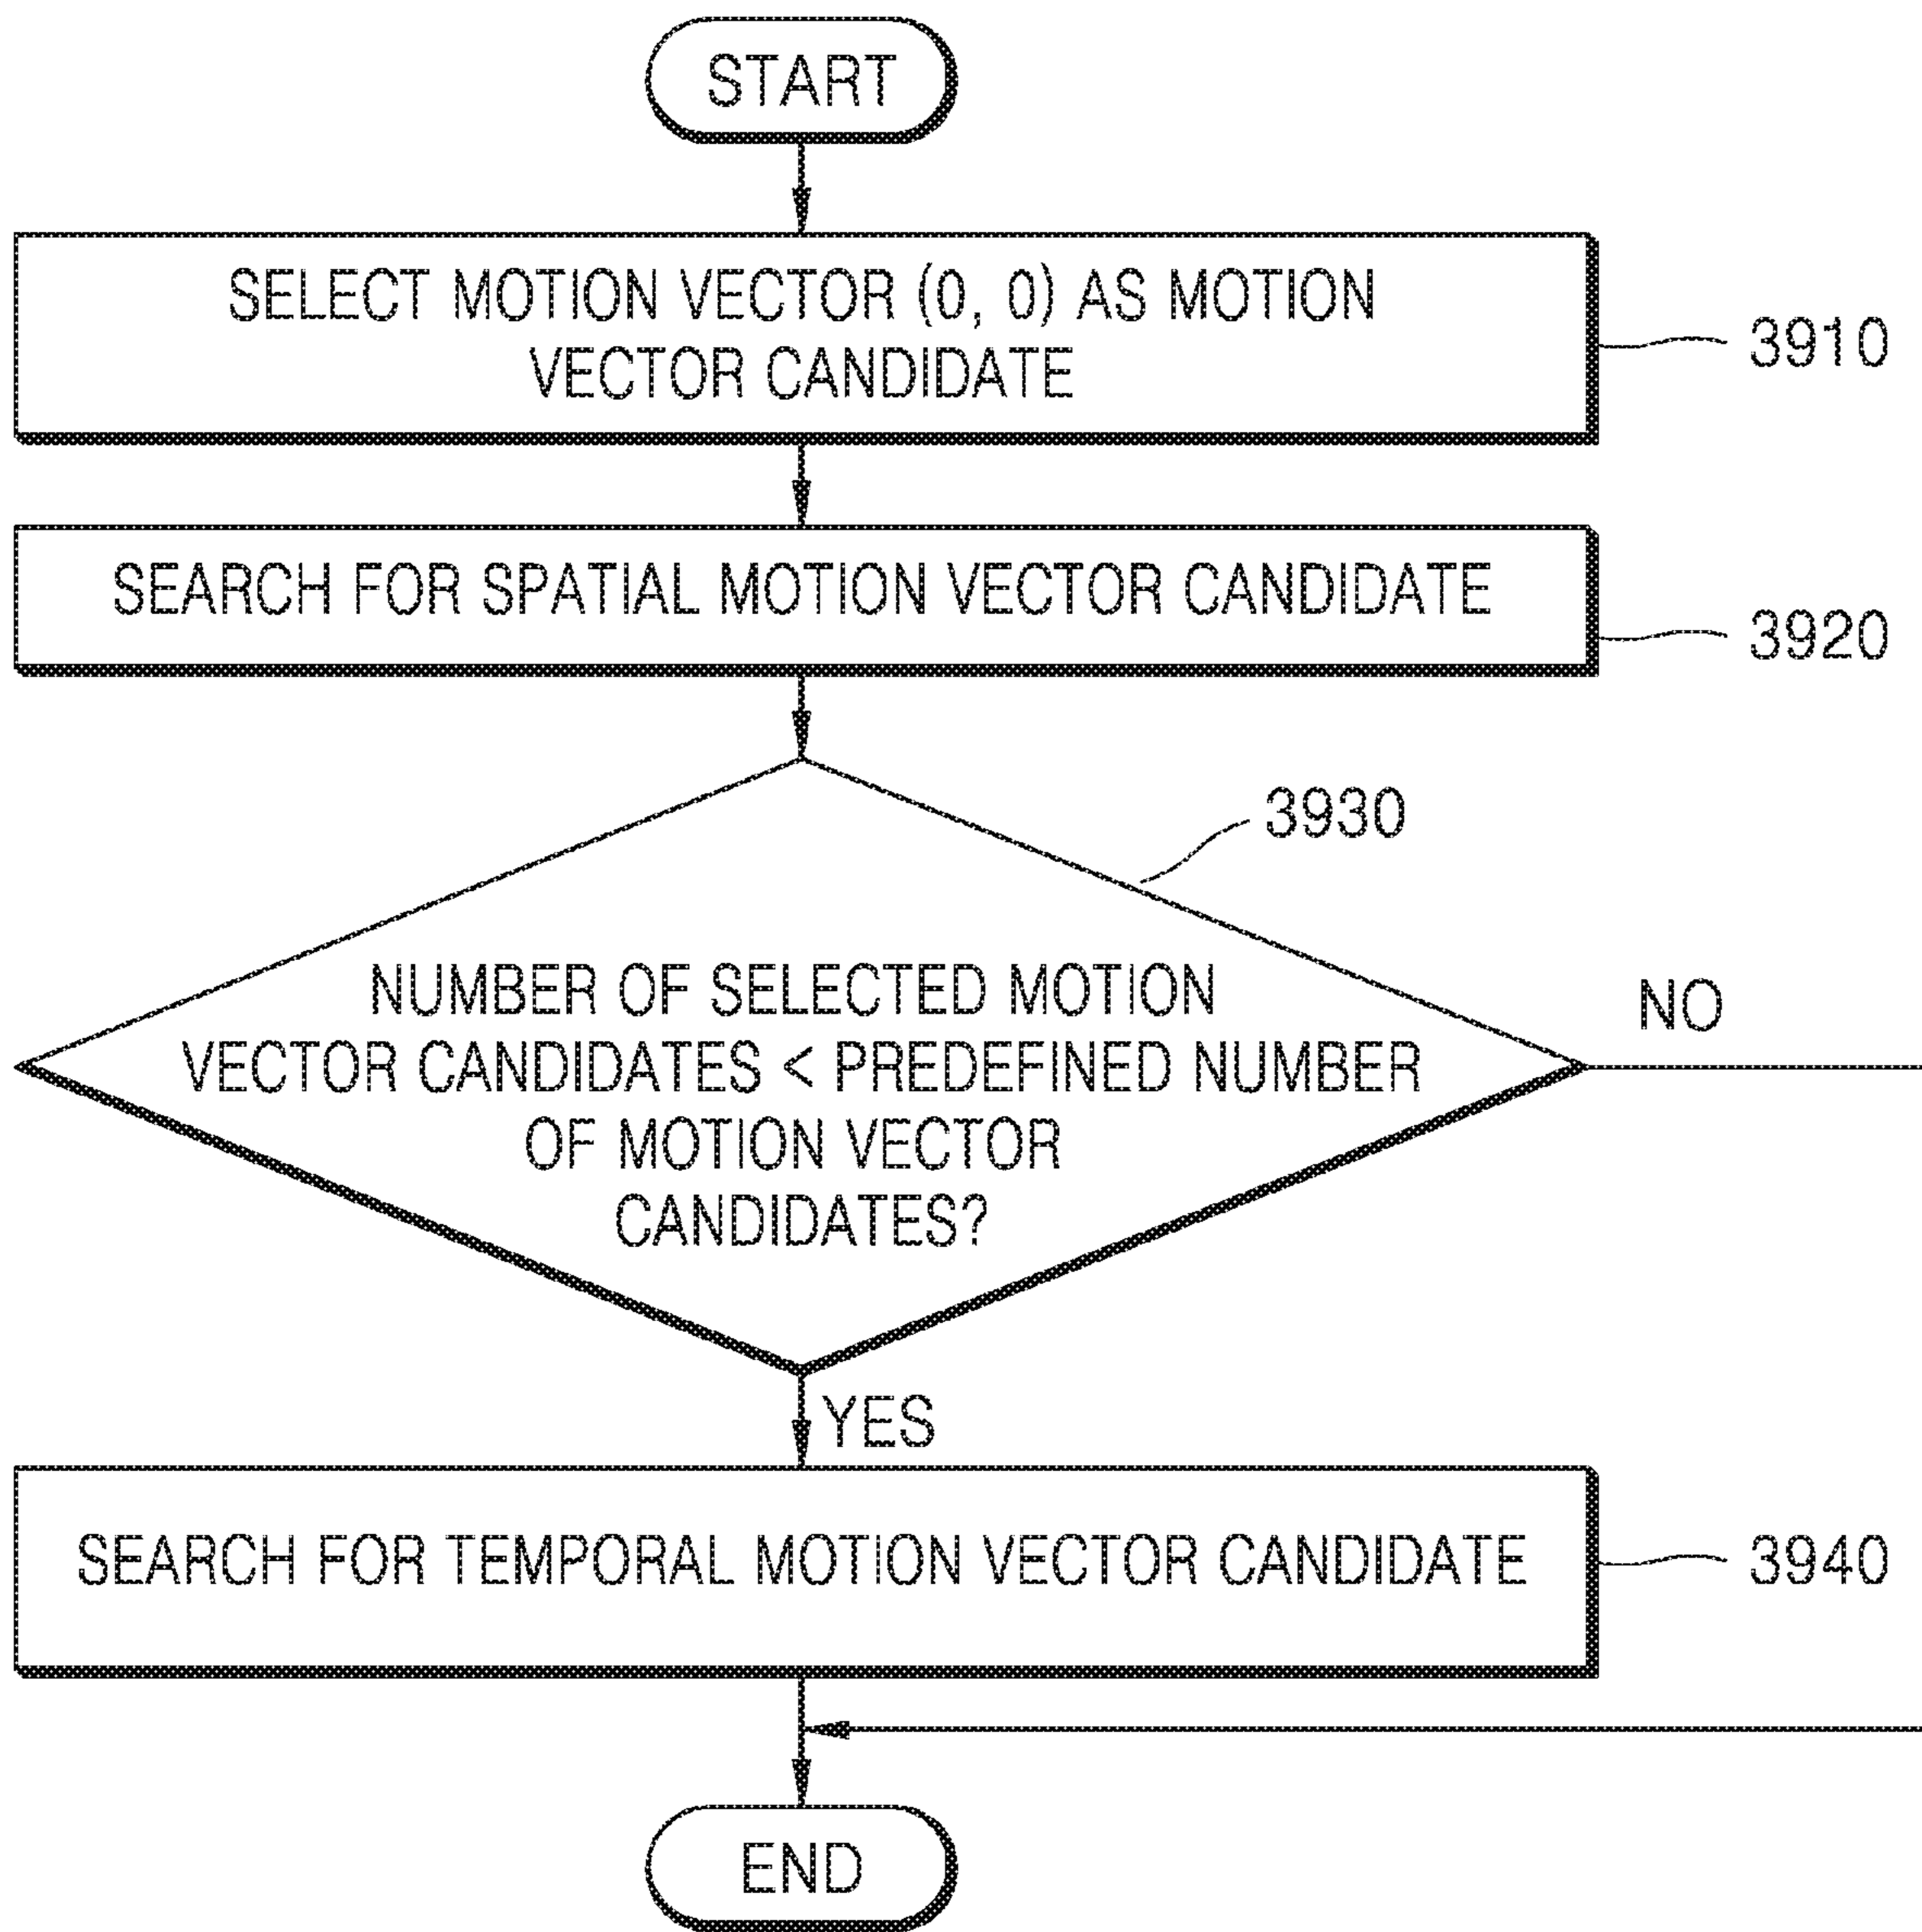 START
SELECT MOTION VECTOR (0, 0) AS MOTION
VECTOR CANDIDATE
3910
SEARCH FOR SPATIAL MOTION VECTOR CANDIDATE
3920
3930
NUMBER OF SELECTED MOTION
VECTOR CANDIDATES < PREDEFINED NUMBER
OF MOTION VECTOR
CANDIDATES?
NO
YES
SEARCH FOR TEMPORAL MOTION VECTOR CANDIDATE
3940
END